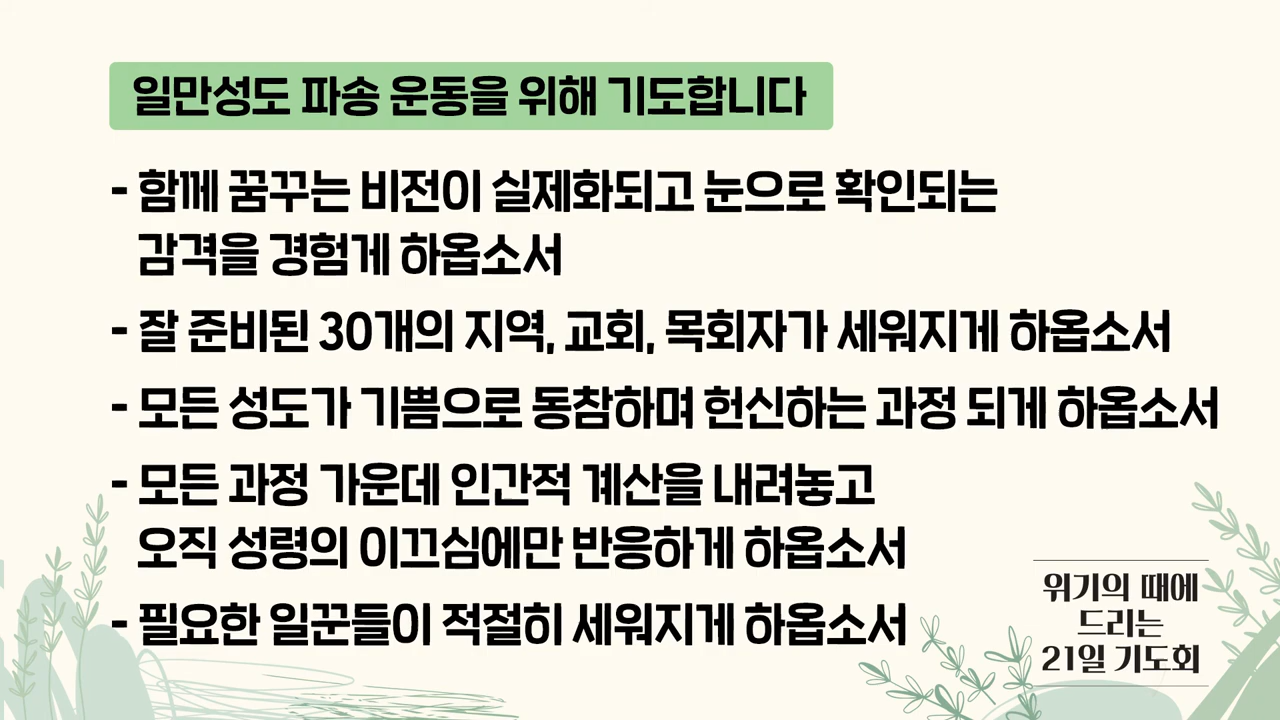 일만성도 파송 운동을 위해 기도합니다
- 함께 꿈꾸는 비전이 실제화되고 눈으로 확인되는
감격을 경험게 하옵소서
- 잘 준비된 30개의 지역, 교회, 목회자가 세워지게 하옵소서
- 모든 성도가 기쁨으로 동참하며 헌신하는 과정 되게 하옵소서
- 모든 과정 가운데 인간적 계산을 내려놓고
오직 성령의 이끄심에만 반응하게 하옵소서
- 필요한 일꾼들이 적절히 세워지게 하옵소서
위기의 때에
드리는
21일 기도회